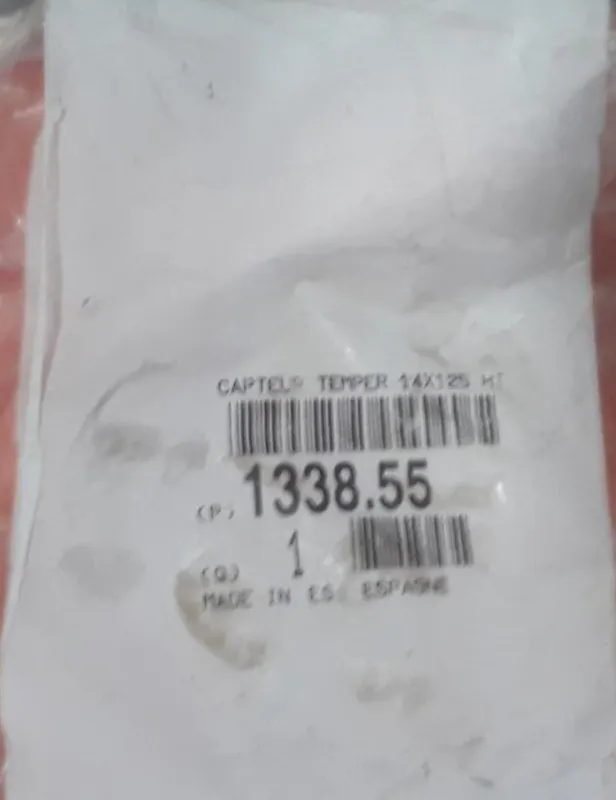 CAPTEUR TEMPER 14X125 HT
(P) 1338.55
(Q) 1
MADE IN ES. ESPAGNE